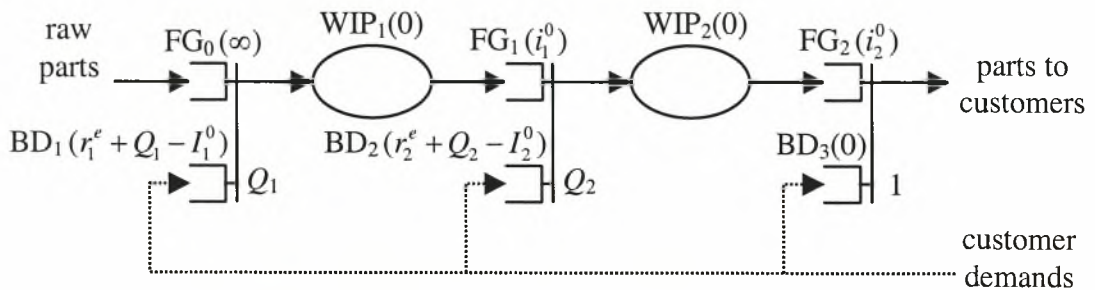 raw
parts
FG₀(∞)
WIP₁(0)
FG₁(i₁⁰)
WIP₂(0)
FG₂(i₂⁰)
parts to
customers
BD₁(r₁ᵉ + Q₁ − I₁⁰)
Q₁
BD₂(r₂ᵉ + Q₂ − I₂⁰)
Q₂
BD₃(0)
1
customer
demands